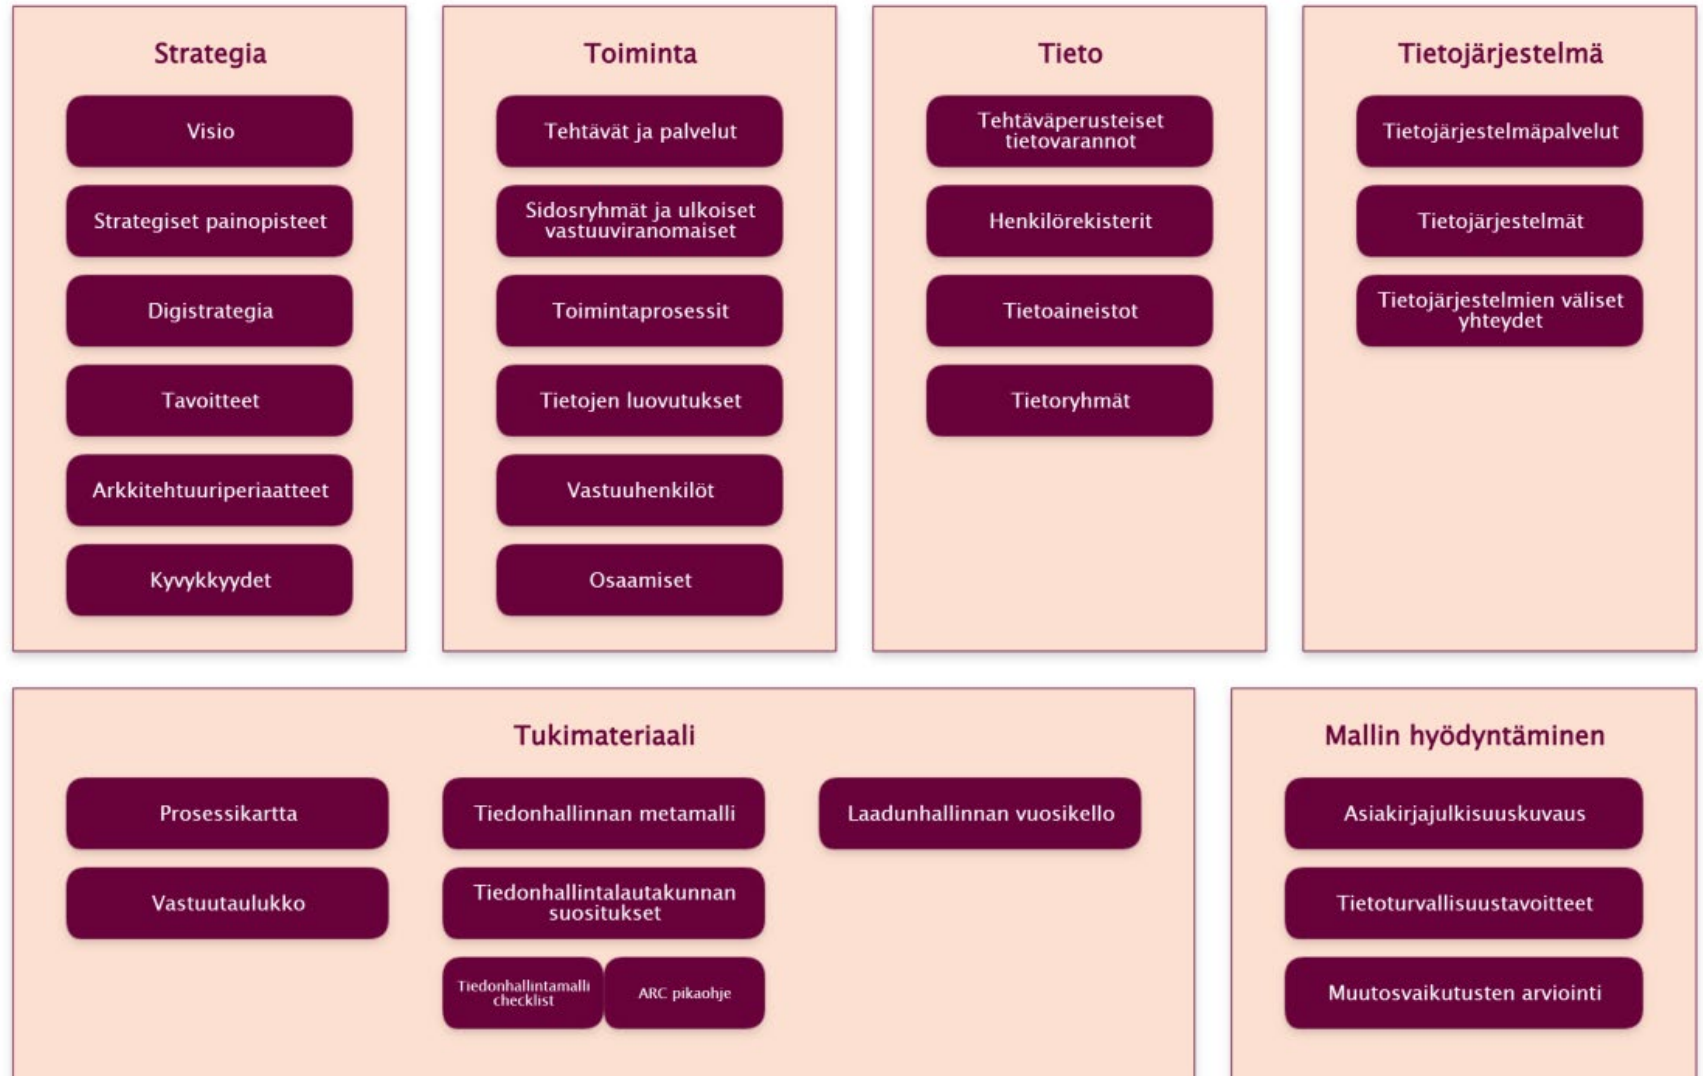 Strategia
Visio
Strategiset painopisteet
Digistrategia
Tavoitteet
Arkkitehtuuriperiaatteet
Kyvykkyydet
Toiminta
Tehtävät ja palvelut
Sidosryhmät ja ulkoiset
vastuuviranomaiset
Toimintaprosessit
Tietojen luovutukset
Vastuuhenkilöt
Osaamiset
Tieto
Tehtäväperusteiset
tietovarannot
Henkilörekisterit
Tietoaineistot
Tietoryhmät
Tietojärjestelmä
Tietojärjestelmäpalvelut
Tietojärjestelmät
Tietojärjestelmien väliset
yhteydet
Tukimateriaali
Prosessikartta
Vastuutaulukko
Tiedonhallinnan metamalli
Tiedonhallintalautakunnan
suositukset
Tiedonhallintamalli
checklist
ARC pikaohje
Laadunhallinnan vuosikello
Mallin hyödyntäminen
Asiakirjajulkisuuskuvaus
Tietoturvallisuustavoitteet
Muutosvaikutusten arviointi